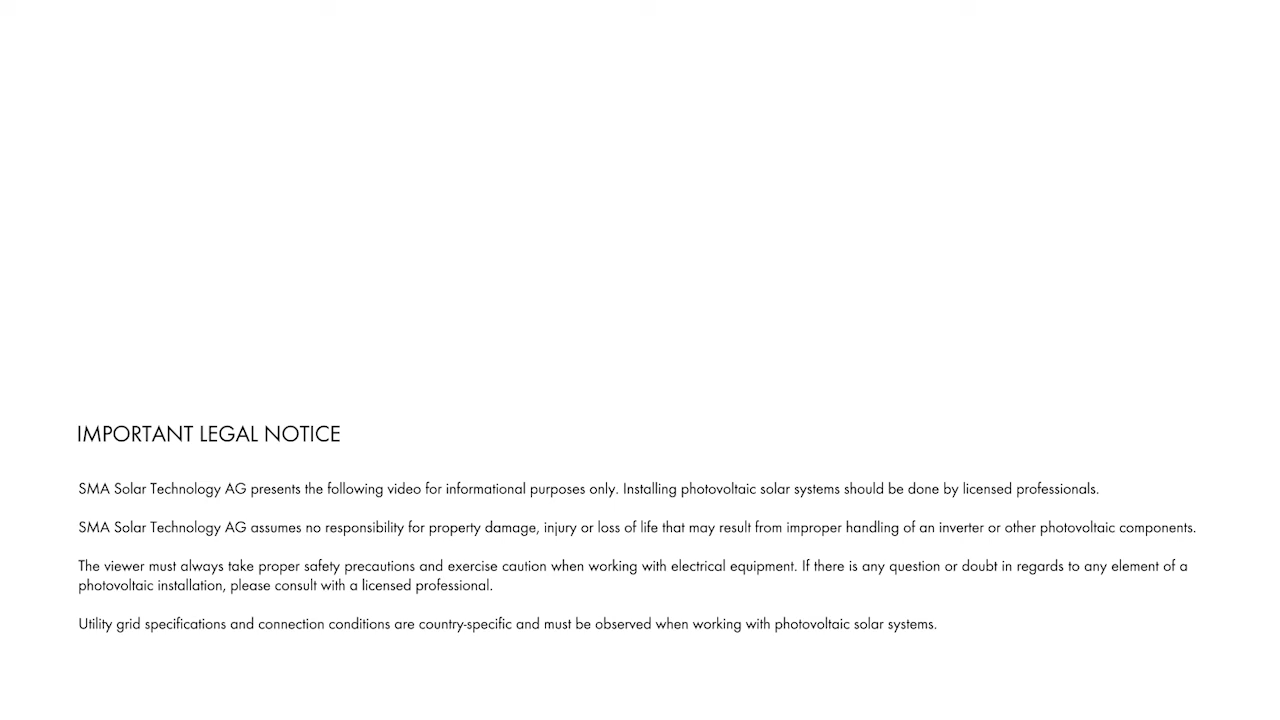 IMPORTANT LEGAL NOTICE
SMA Solar Technology AG presents the following video for informational purposes only. Installing photovoltaic solar systems should be done by licensed professionals.
SMA Solar Technology AG assumes no responsibility for property damage, injury or loss of life that may result from improper handling of an inverter or other photovoltaic components.
The viewer must always take proper safety precautions and exercise caution when working with electrical equipment. If there is any question or doubt in regards to any element of a
photovoltaic installation, please consult with a licensed professional.
Utility grid specifications and connection conditions are country-specific and must be observed when working with photovoltaic solar systems.